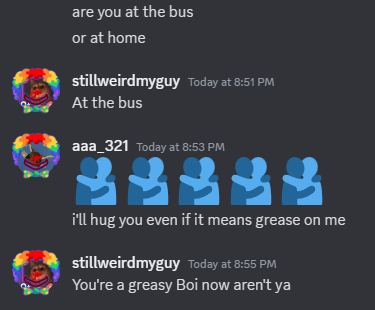 are you at the bus
or at home
stillweirdmyguy Today at 8:51 PM
At the bus
aaa_321 Today at 8:53 PM
i'll hug you even if it means grease on me
stillweirdmyguy Today at 8:55 PM
You're a greasy Boi now aren't ya